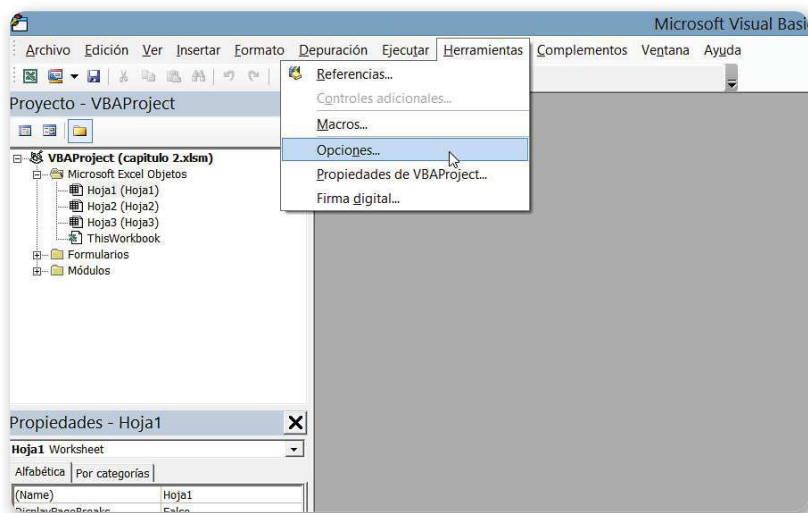 Microsoft Visual Basi
Archivo Edición Ver Insertar Formato Depuración Ejecutar Herramientas Complementos Ventana Ayuda
Referencias...
Controles adicionales...
Macros...
Opciones...
Propiedades de VBAProject...
Firma digital...
Proyecto - VBAProject
VBAProject (capitulo 2.xlsm)
Microsoft Excel Objetos
Hoja1 (Hoja1)
Hoja2 (Hoja2)
Hoja3 (Hoja3)
ThisWorkbook
Formularios
Módulos
Propiedades - Hoja1
Hoja1 Worksheet
Alfabética Por categorías
(Name) Hoja1
DisplayPageBreaks False